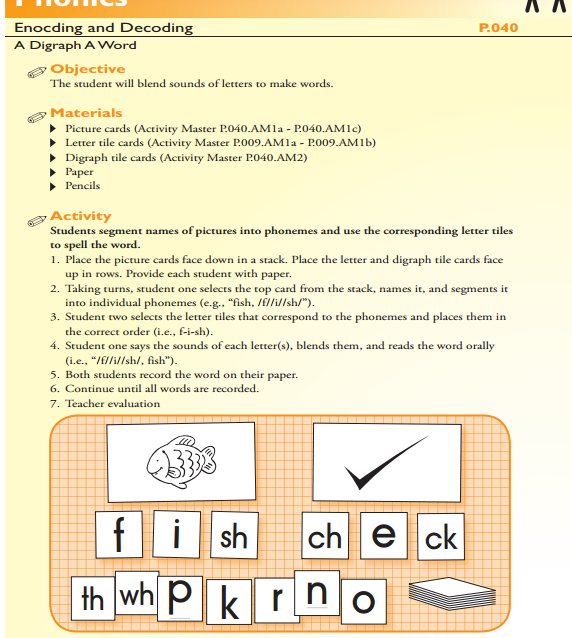 Phonics
Enocding and Decoding P.040
A Digraph A Word
Objective
The student will blend sounds of letters to make words.
Materials
Picture cards (Activity Master P.040.AM1a - P.040.AM1c)
Letter tile cards (Activity Master P.009.AM1a - P.009.AM1b)
Digraph tile cards (Activity Master P.040.AM2)
Paper
Pencils
Activity
Students segment names of pictures into phonemes and use the corresponding letter tiles
to spell the word.
1. Place the picture cards face down in a stack. Place the letter and digraph tile cards face
up in rows. Provide each student with paper.
2. Taking turns, student one selects the top card from the stack, names it, and segments it
into individual phonemes (e.g., “fish, /f//i//sh/”).
3. Student two selects the letter tiles that correspond to the phonemes and places them in
the correct order (i.e., f-i-sh).
4. Student one says the sounds of each letter(s), blends them, and reads the word orally
(i.e., “/f//i//sh/, fish”).
5. Both students record the word on their paper.
6. Continue until all words are recorded.
7. Teacher evaluation
f i sh ch e ck
th wh p k r n o